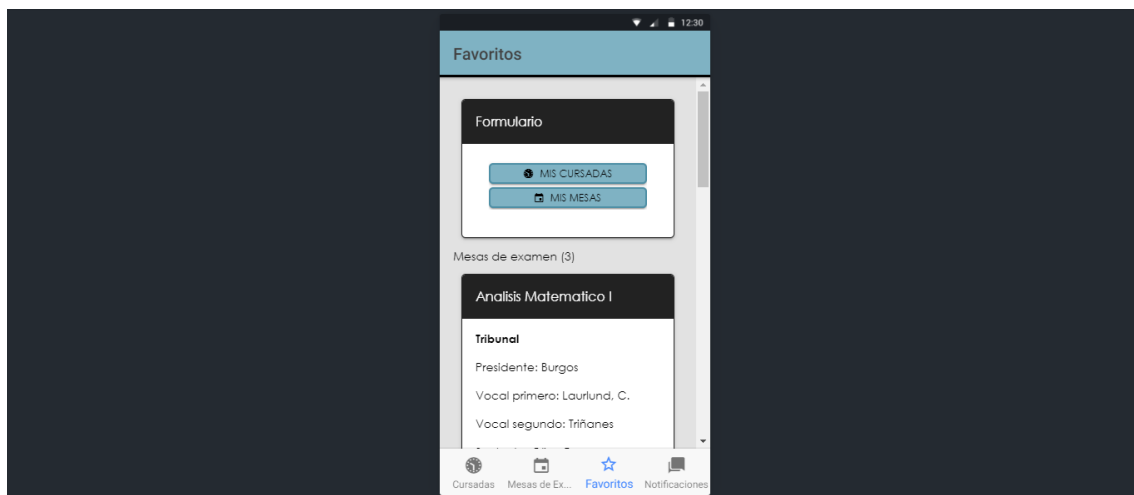 12:30
Favoritos
Formulario
MIS CURSADAS
MIS MESAS
Mesas de examen (3)
Analisis Matematico I
Tribunal
Presidente: Burgos
Vocal primero: Laurlund, C.
Vocal segundo: Triñanes
Cursadas Mesas de Ex... Favoritos Notificaciones